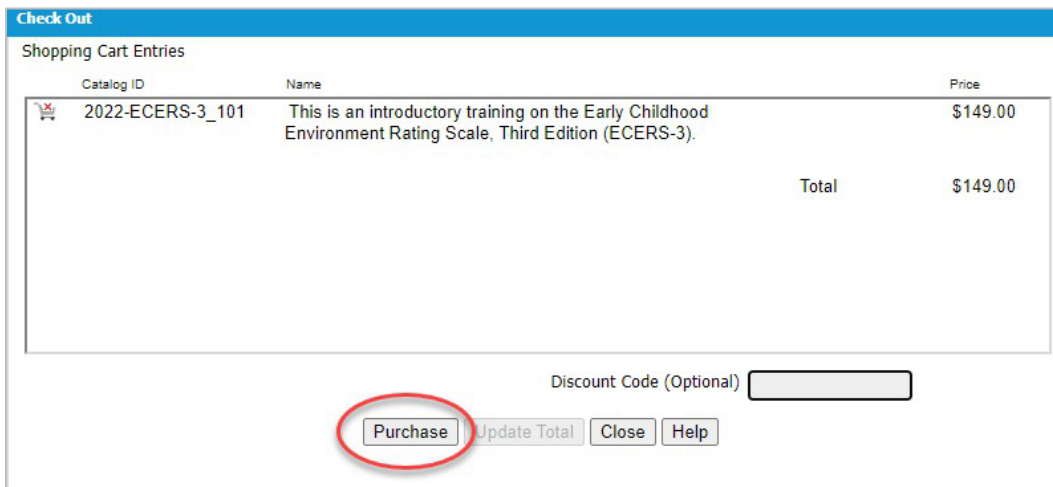 Check Out
Shopping Cart Entries
Catalog ID Name Price
2022-ECERS-3_101 This is an introductory training on the Early Childhood $149.00
Environment Rating Scale, Third Edition (ECERS-3).
Total $149.00
Discount Code (Optional)
Purchase Update Total Close Help